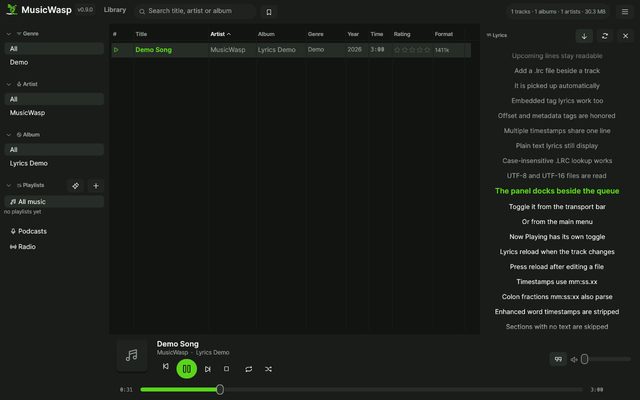 MusicWasp v0.9.0 Library Search title, artist or album 1 tracks · 1 albums · 1 artists · 30.3 MB
Genre
All
Demo
Artist
All
MusicWasp
Album
All
Lyrics Demo
Playlists
All music
no playlists yet
Podcasts
Radio
# Title Artist Album Genre Year Time Rating Format
Demo Song MusicWasp Lyrics Demo Demo 2026 3:00 1411k
Lyrics
Upcoming lines stay readable
Add a .lrc file beside a track
It is picked up automatically
Embedded tag lyrics work too
Offset and metadata tags are honored
Multiple timestamps share one line
Plain text lyrics still display
Case-insensitive .LRC lookup works
UTF-8 and UTF-16 files are read
The panel docks beside the queue
Toggle it from the transport bar
Or from the main menu
Now Playing has its own toggle
Lyrics reload when the track changes
Press reload after editing a file
Timestamps use mm:ss.xx
Colon fractions mm:ss:xx also parse
Enhanced word timestamps are stripped
Sections with no text are skipped
Demo Song
MusicWasp · Lyrics Demo
0:31 3:00